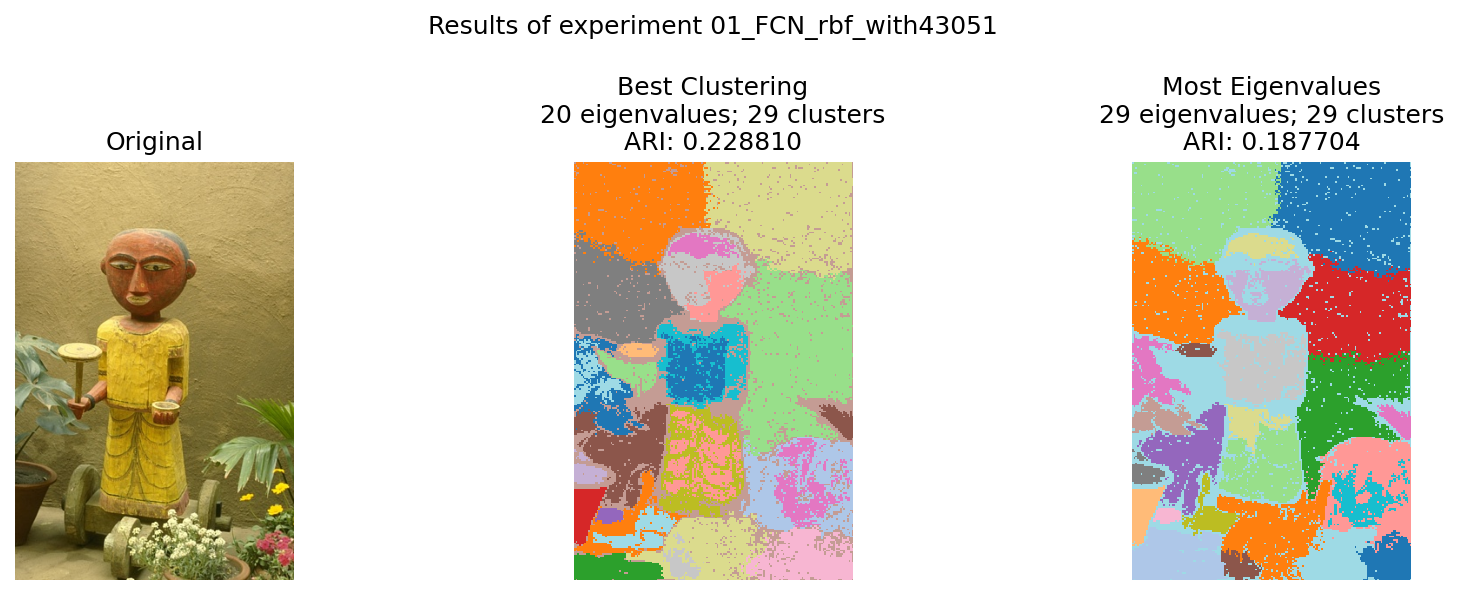 Results of experiment 01_FCN_rbf_with43051
Original
Best Clustering
20 eigenvalues; 29 clusters
ARI: 0.228810
Most Eigenvalues
29 eigenvalues; 29 clusters
ARI: 0.187704